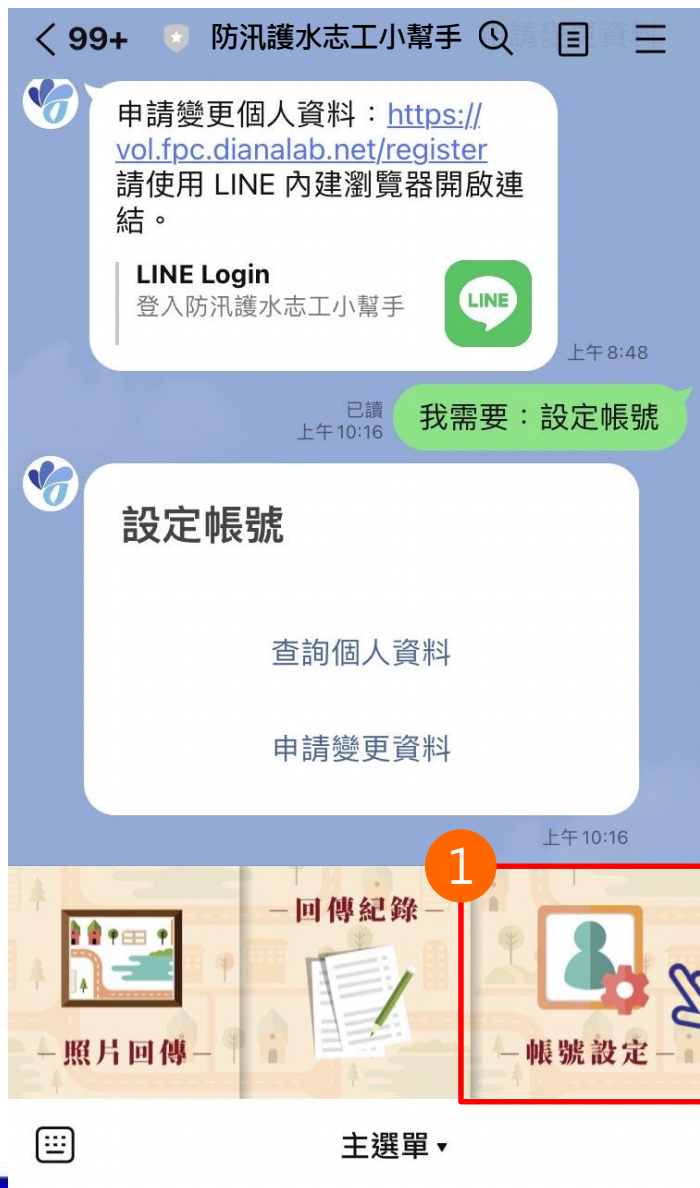 99+ 防汛護水志工小幫手
申請變更個人資料：https://
vol.fpc.dianalab.net/register
請使用 LINE 內建瀏覽器開啟連
結。
LINE Login
登入防汛護水志工小幫手
LINE
上午 8:48
已讀
上午 10:16
我需要：設定帳號
設定帳號
查詢個人資料
申請變更資料
上午 10:16
1
回傳紀錄
照片回傳
帳號設定
主選單